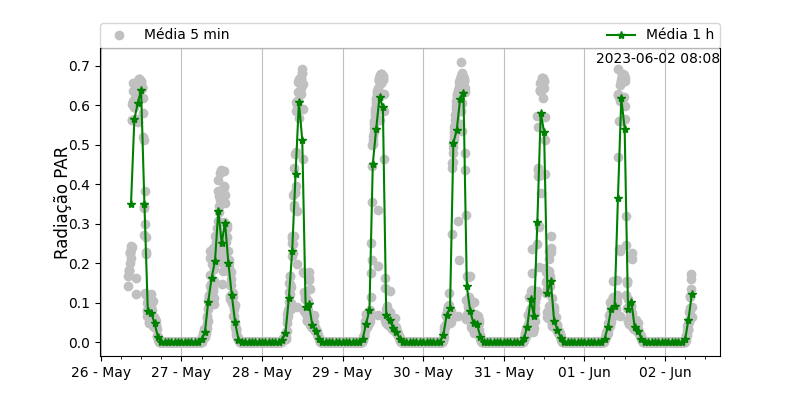 Média 5 min
Média 1 h
2023-06-02 08:08
Radiação PAR
0.7
0.6
0.5
0.4
0.3
0.2
0.1
0.0
26 - May
27 - May
28 - May
29 - May
30 - May
31 - May
01 - Jun
02 - Jun